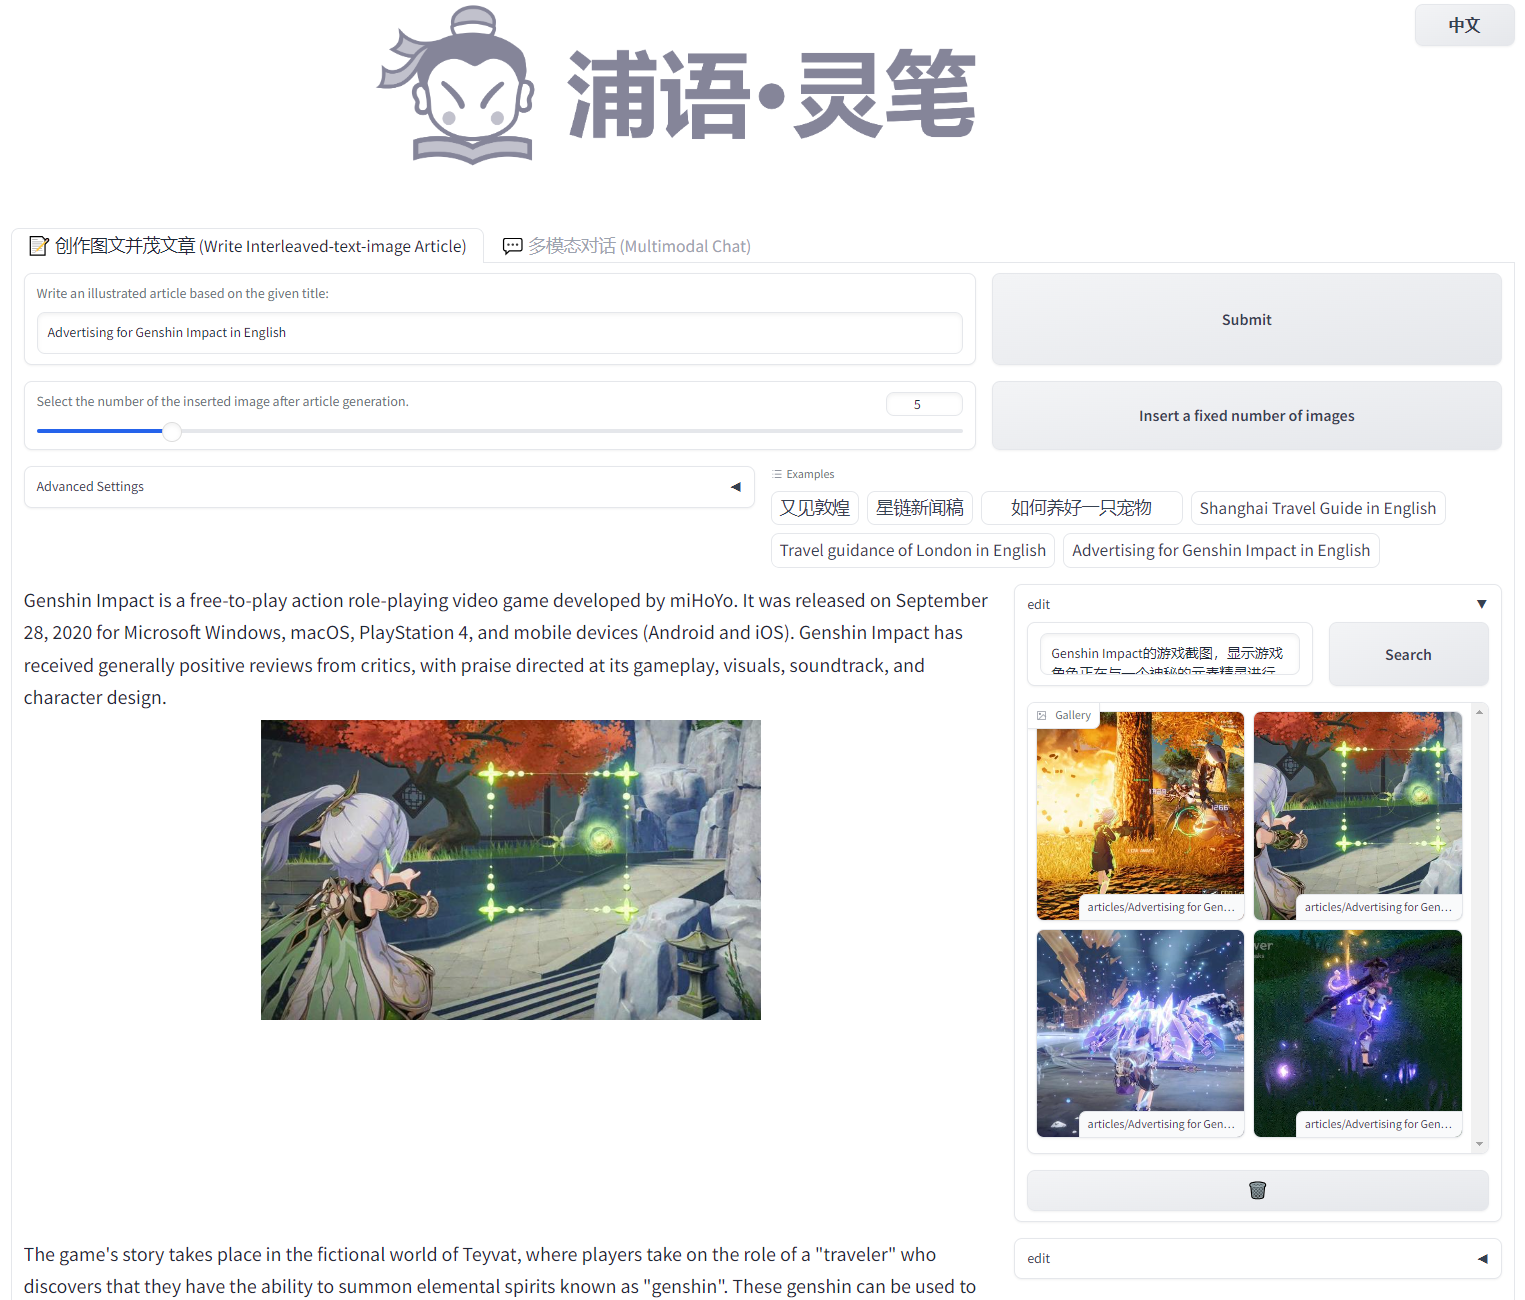 中文
浦语·灵笔
创作图文并茂文章 (Write Interleaved-text-image Article)
多模态对话 (Multimodal Chat)
Write an illustrated article based on the given title:
Advertising for Genshin Impact in English
Submit
Select the number of the inserted image after article generation.
5
Insert a fixed number of images
Advanced Settings
Examples
又见敦煌
星链新闻稿
如何养好一只宠物
Shanghai Travel Guide in English
Travel guidance of London in English
Advertising for Genshin Impact in English
Genshin Impact is a free-to-play action role-playing video game developed by miHoYo. It was released on September
28, 2020 for Microsoft Windows, macOS, PlayStation 4, and mobile devices (Android and iOS). Genshin Impact has
received generally positive reviews from critics, with praise directed at its gameplay, visuals, soundtrack, and
character design.
edit
Genshin Impact的游戏截图，显示游戏
角色正在与一个神秘的元素精灵进行
Search
Gallery
1266
articles/Advertising for Gen...
articles/Advertising for Gen...
articles/Advertising for Gen...
articles/Advertising for Gen...
The game's story takes place in the fictional world of Teyvat, where players take on the role of a "traveler" who
discovers that they have the ability to summon elemental spirits known as "genshin". These genshin can be used to
edit